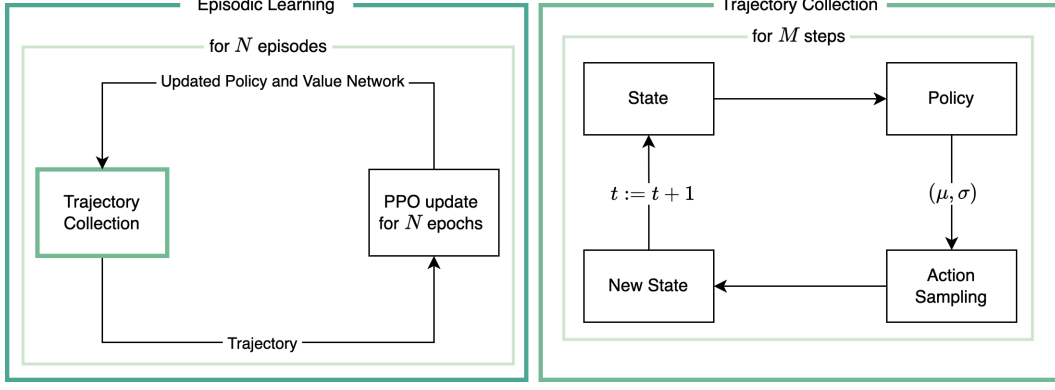 Episodic Learning
for N episodes
Updated Policy and Value Network
Trajectory
Collection
PPO update
for N epochs
Trajectory
Trajectory Collection
for M steps
State
Policy
t := t + 1
(μ, σ)
New State
Action
Sampling